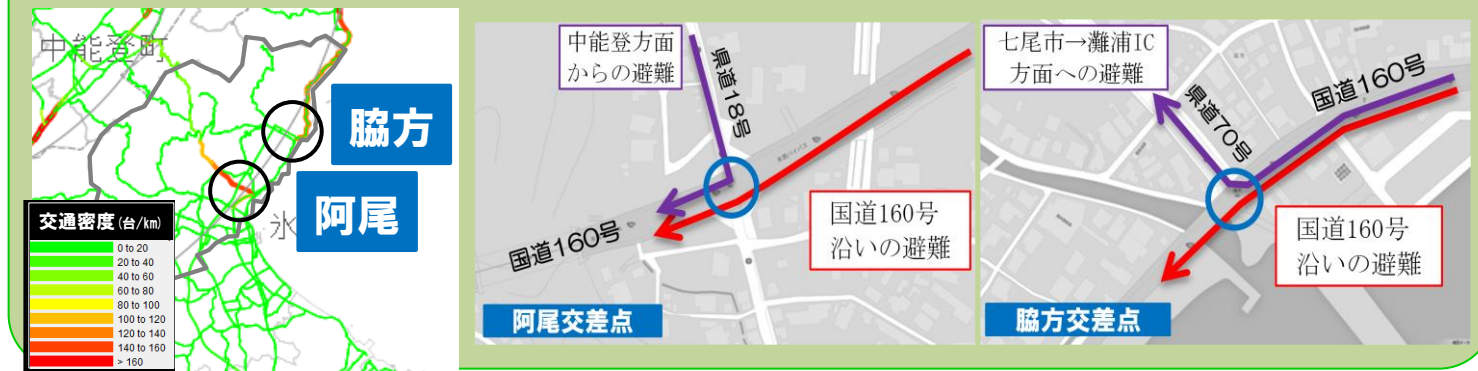 中能登町
脇方
阿尾
氷
交通密度(台/km)
0 to 20
20 to 40
40 to 60
60 to 80
80 to 100
100 to 120
120 to 140
140 to 160
> 160
中能登方面
からの避難
県道18号
国道160号
国道160号
沿いの避難
阿尾交差点
七尾市→灘浦IC
方面への避難
県道70号
国道160号
国道160号
沿いの避難
脇方交差点